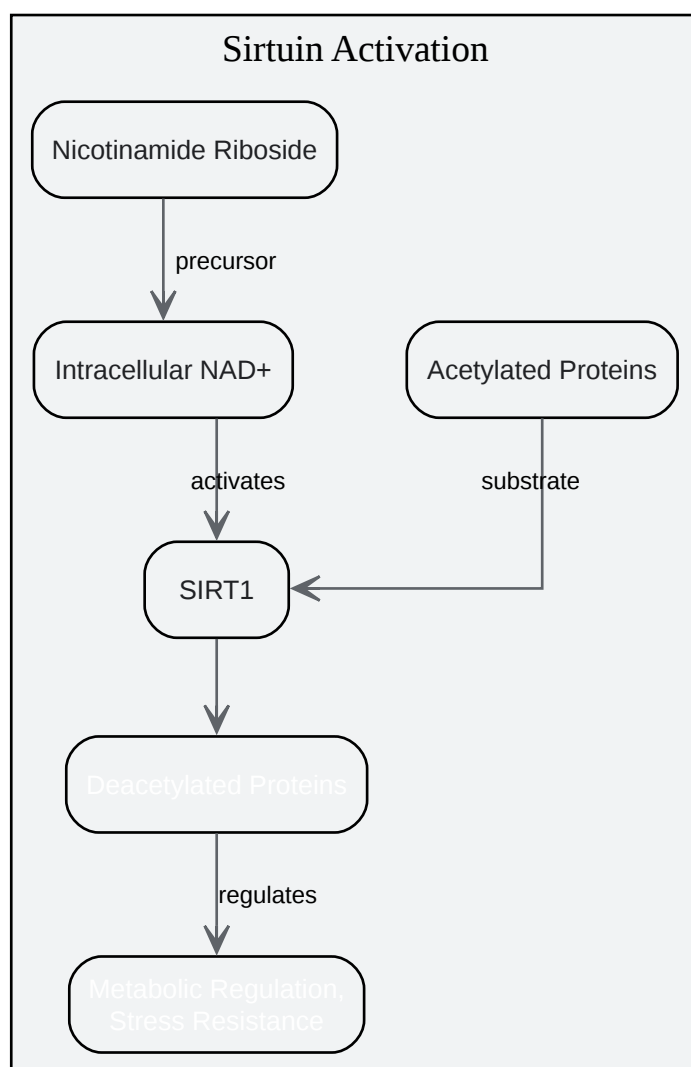 Sirtuin Activation
Nicotinamide Riboside
precursor
Intracellular NAD+
Acetylated Proteins
activates
substrate
SIRT1
Deacetylated Proteins
regulates
Metabolic Regulation,
Stress Resistance